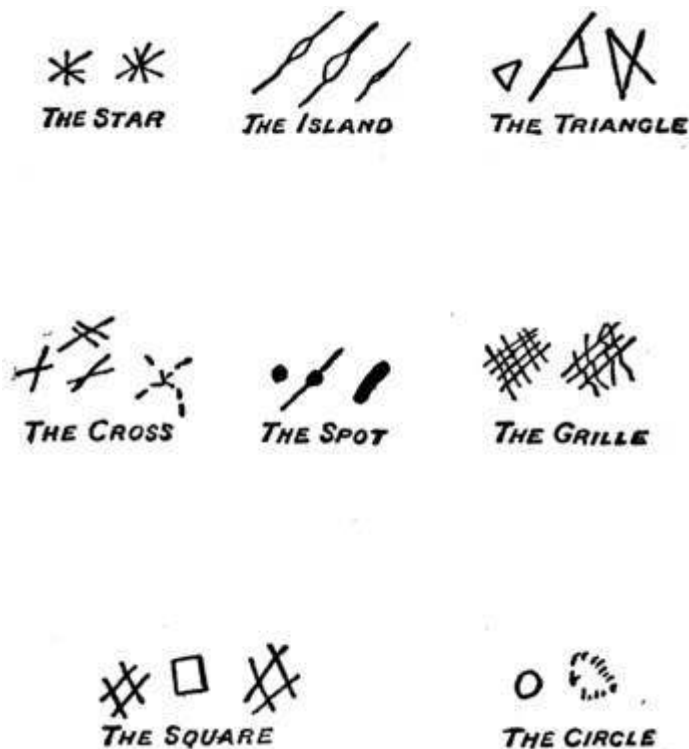 THE STAR
THE ISLAND
THE TRIANGLE
THE CROSS
THE SPOT
THE GRILLE
THE SQUARE
THE CIRCLE